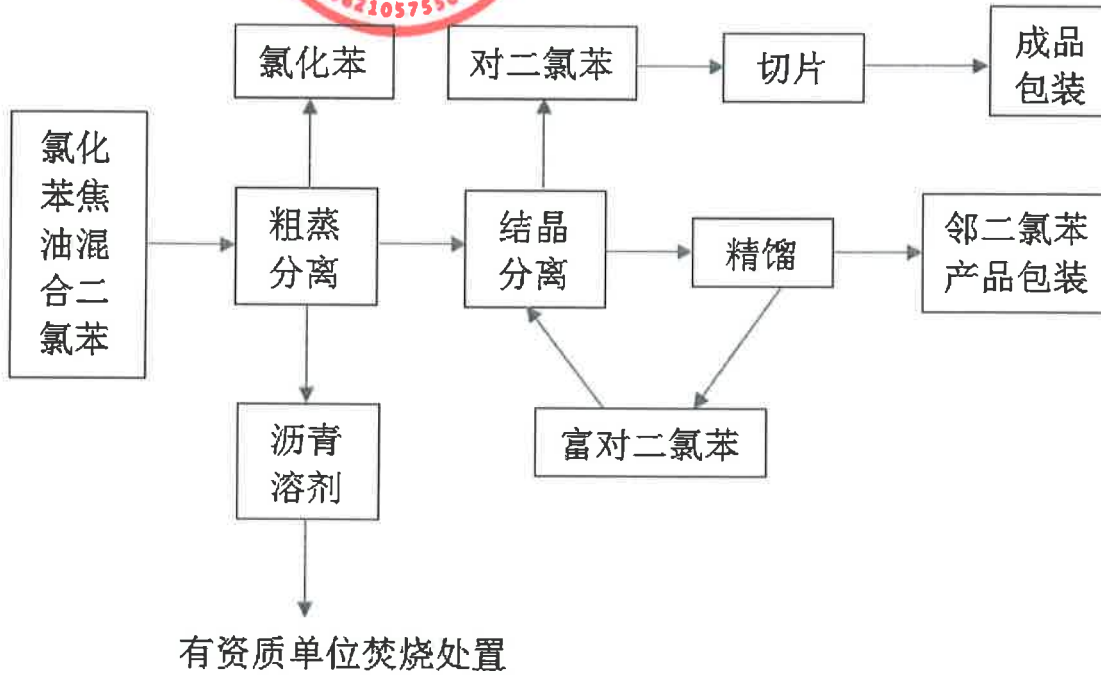 氯化苯
对二氯苯
切片
成品
包装
氯化
苯焦
油混
合二
氯苯
粗蒸
分离
结晶
分离
精馏
邻二氯苯
产品包装
富对二氯苯
沥青
溶剂
有资质单位焚烧处置